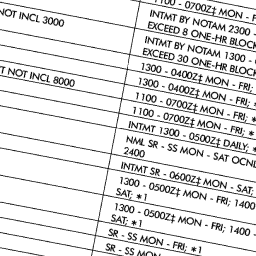 1100 - 0700Z‡ MON - F
NOT INCL 3000
INTMT BY NOTAM 2300 -
EXCEED 8 ONE-HR BLOCK
INTMT BY NOTAM 1300 -
EXCEED 30 ONE-HR BLOC
1300 - 0400Z‡ MON - FRI;
T NOT INCL 8000
1300 - 0400Z‡ MON - FRI; *
1100 - 0700Z‡ MON - FRI; *
1100 - 0700Z‡ MON - FRI; *
INTMT 1300 - 0500Z‡ DAILY; *
NML SR - SS MON - SAT OCNL
2400
INTMT SR - 0600Z‡ MON - SAT;
1300 - 0500Z‡ MON - FRI; 1400
SAT; *1
1300 - 0500Z‡ MON - FRI; 1400 -
SAT; *1
SR - SS MON - FRI; *1
SR - SS MON - FRI; *1